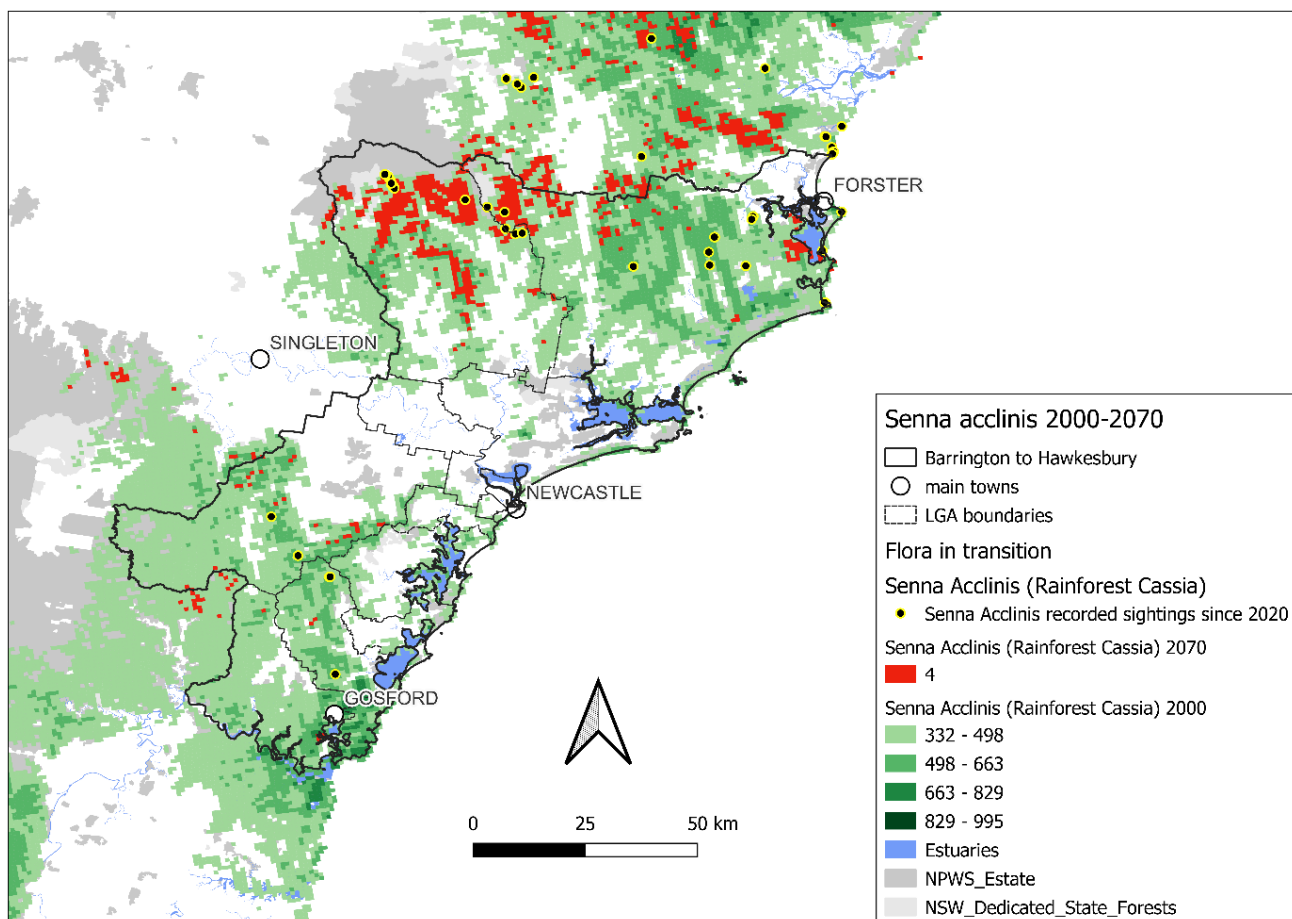 FORSTER
SINGLETON
NEWCASTLE
GOSFORD
0 25 50 km
Senna acclinis 2000-2070
Barrington to Hawkesbury
main towns
LGA boundaries
Flora in transition
Senna Acclinis (Rainforest Cassia)
Senna Acclinis recorded sightings since 2020
Senna Acclinis (Rainforest Cassia) 2070
4
Senna Acclinis (Rainforest Cassia) 2000
332 - 498
498 - 663
663 - 829
829 - 995
Estuaries
NPWS_Estate
NSW_Dedicated_State_Forests